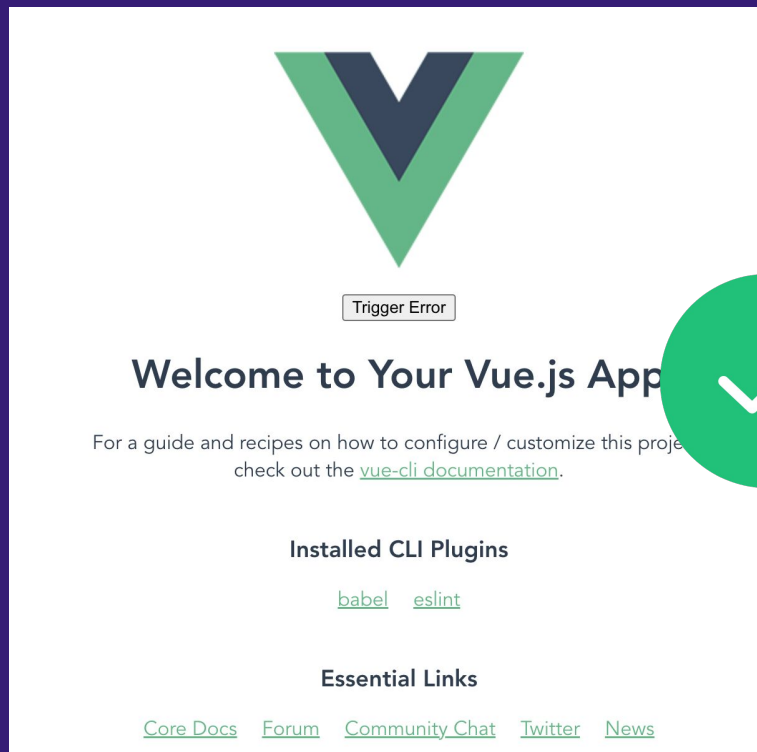 Trigger Error
Welcome to Your Vue.js App
For a guide and recipes on how to configure / customize this
check out the vue-cli documentation.
Installed CLI Plugins
babel eslint
Essential Links
Core Docs Forum Community Chat Twitter News